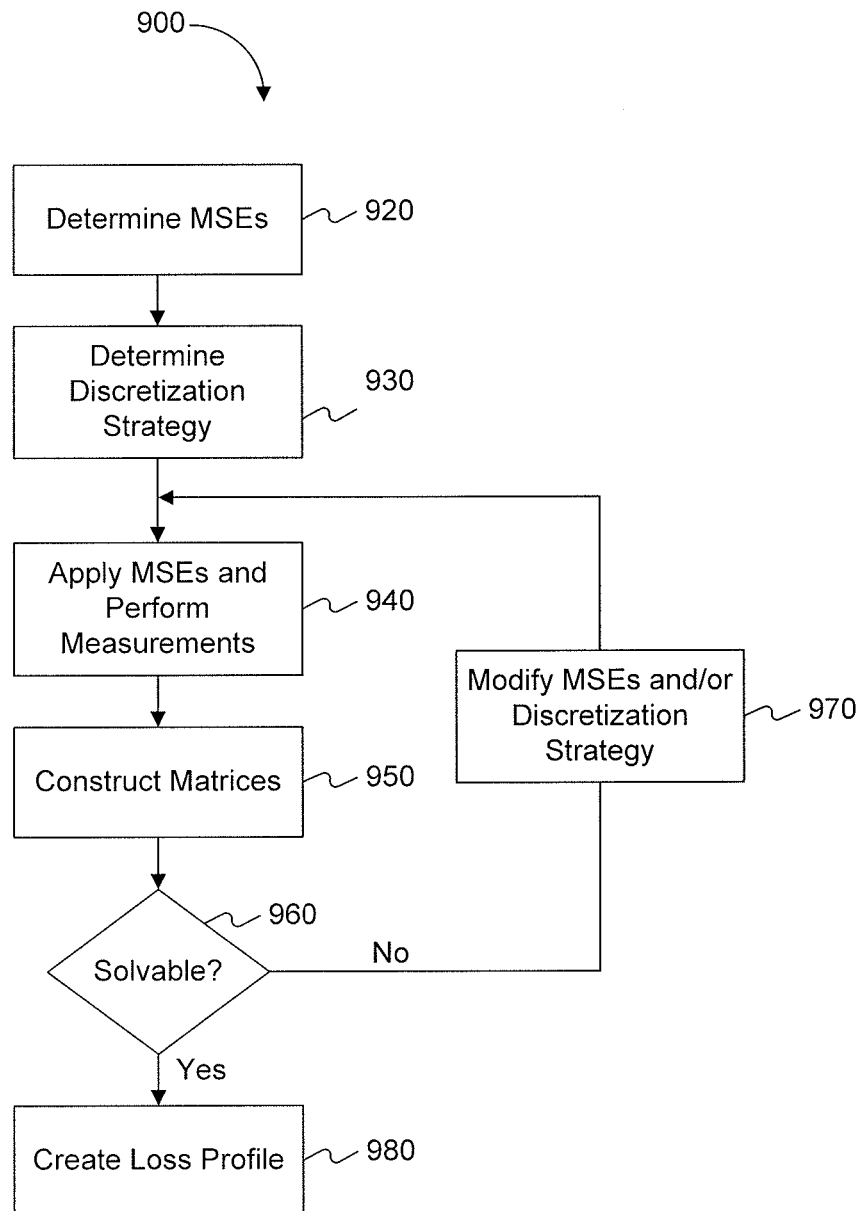 900
Determine MSEs
920
Determine
Discretization
Strategy
930
Apply MSEs and
Perform
Measurements
940
Modify MSEs and/or
Discretization
Strategy
970
Construct Matrices
950
960
Solvable?
No
Yes
Create Loss Profile
980